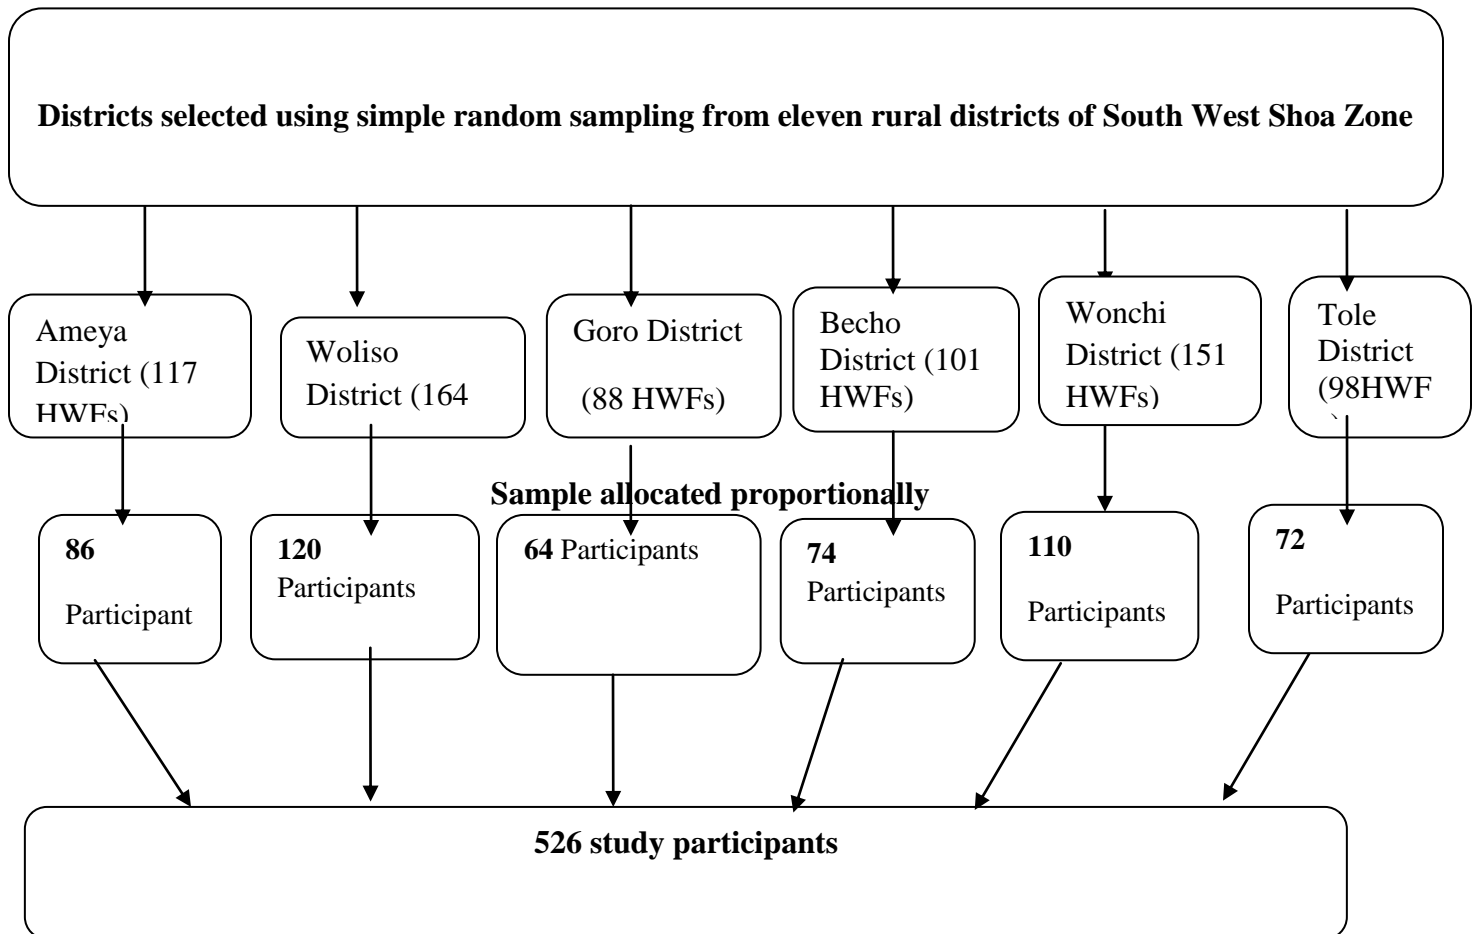 Districts selected using simple random sampling from eleven rural districts of South West Shoa Zone
Ameya
District (117
HWFs)
Woliso
District (164
Goro District
(88 HWFs)
Becho
District (101
HWFs)
Wonchi
District (151
HWFs)
Tole
District
(98HWF
Sample allocated proportionally
86
Participant
120
Participants
64 Participants
74
Participants
110
Participants
72
Participants
526 study participants